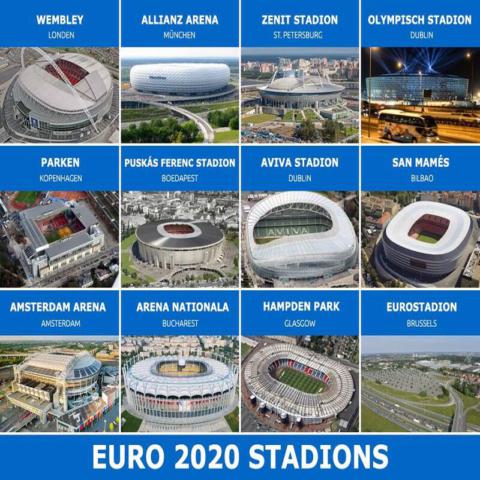 WEMBLEY
LONDEN
ALLIANZ ARENA
MÜNCHEN
ZENIT STADION
ST. PETERSBURG
OLYMPISCH STADION
DUBLIN
PARKEN
KOPENHAGEN
PUSKÁS FERENC STADION
BOEDAPEST
AVIVA STADION
DUBLIN
SAN MAMÉS
BILBAO
AVIVA
AMSTERDAM ARENA
AMSTERDAM
ARENA NATIONALA
BUCHAREST
HAMPDEN PARK
GLASGOW
EUROSTADION
BRUSSELS
EURO 2020 STADIONS